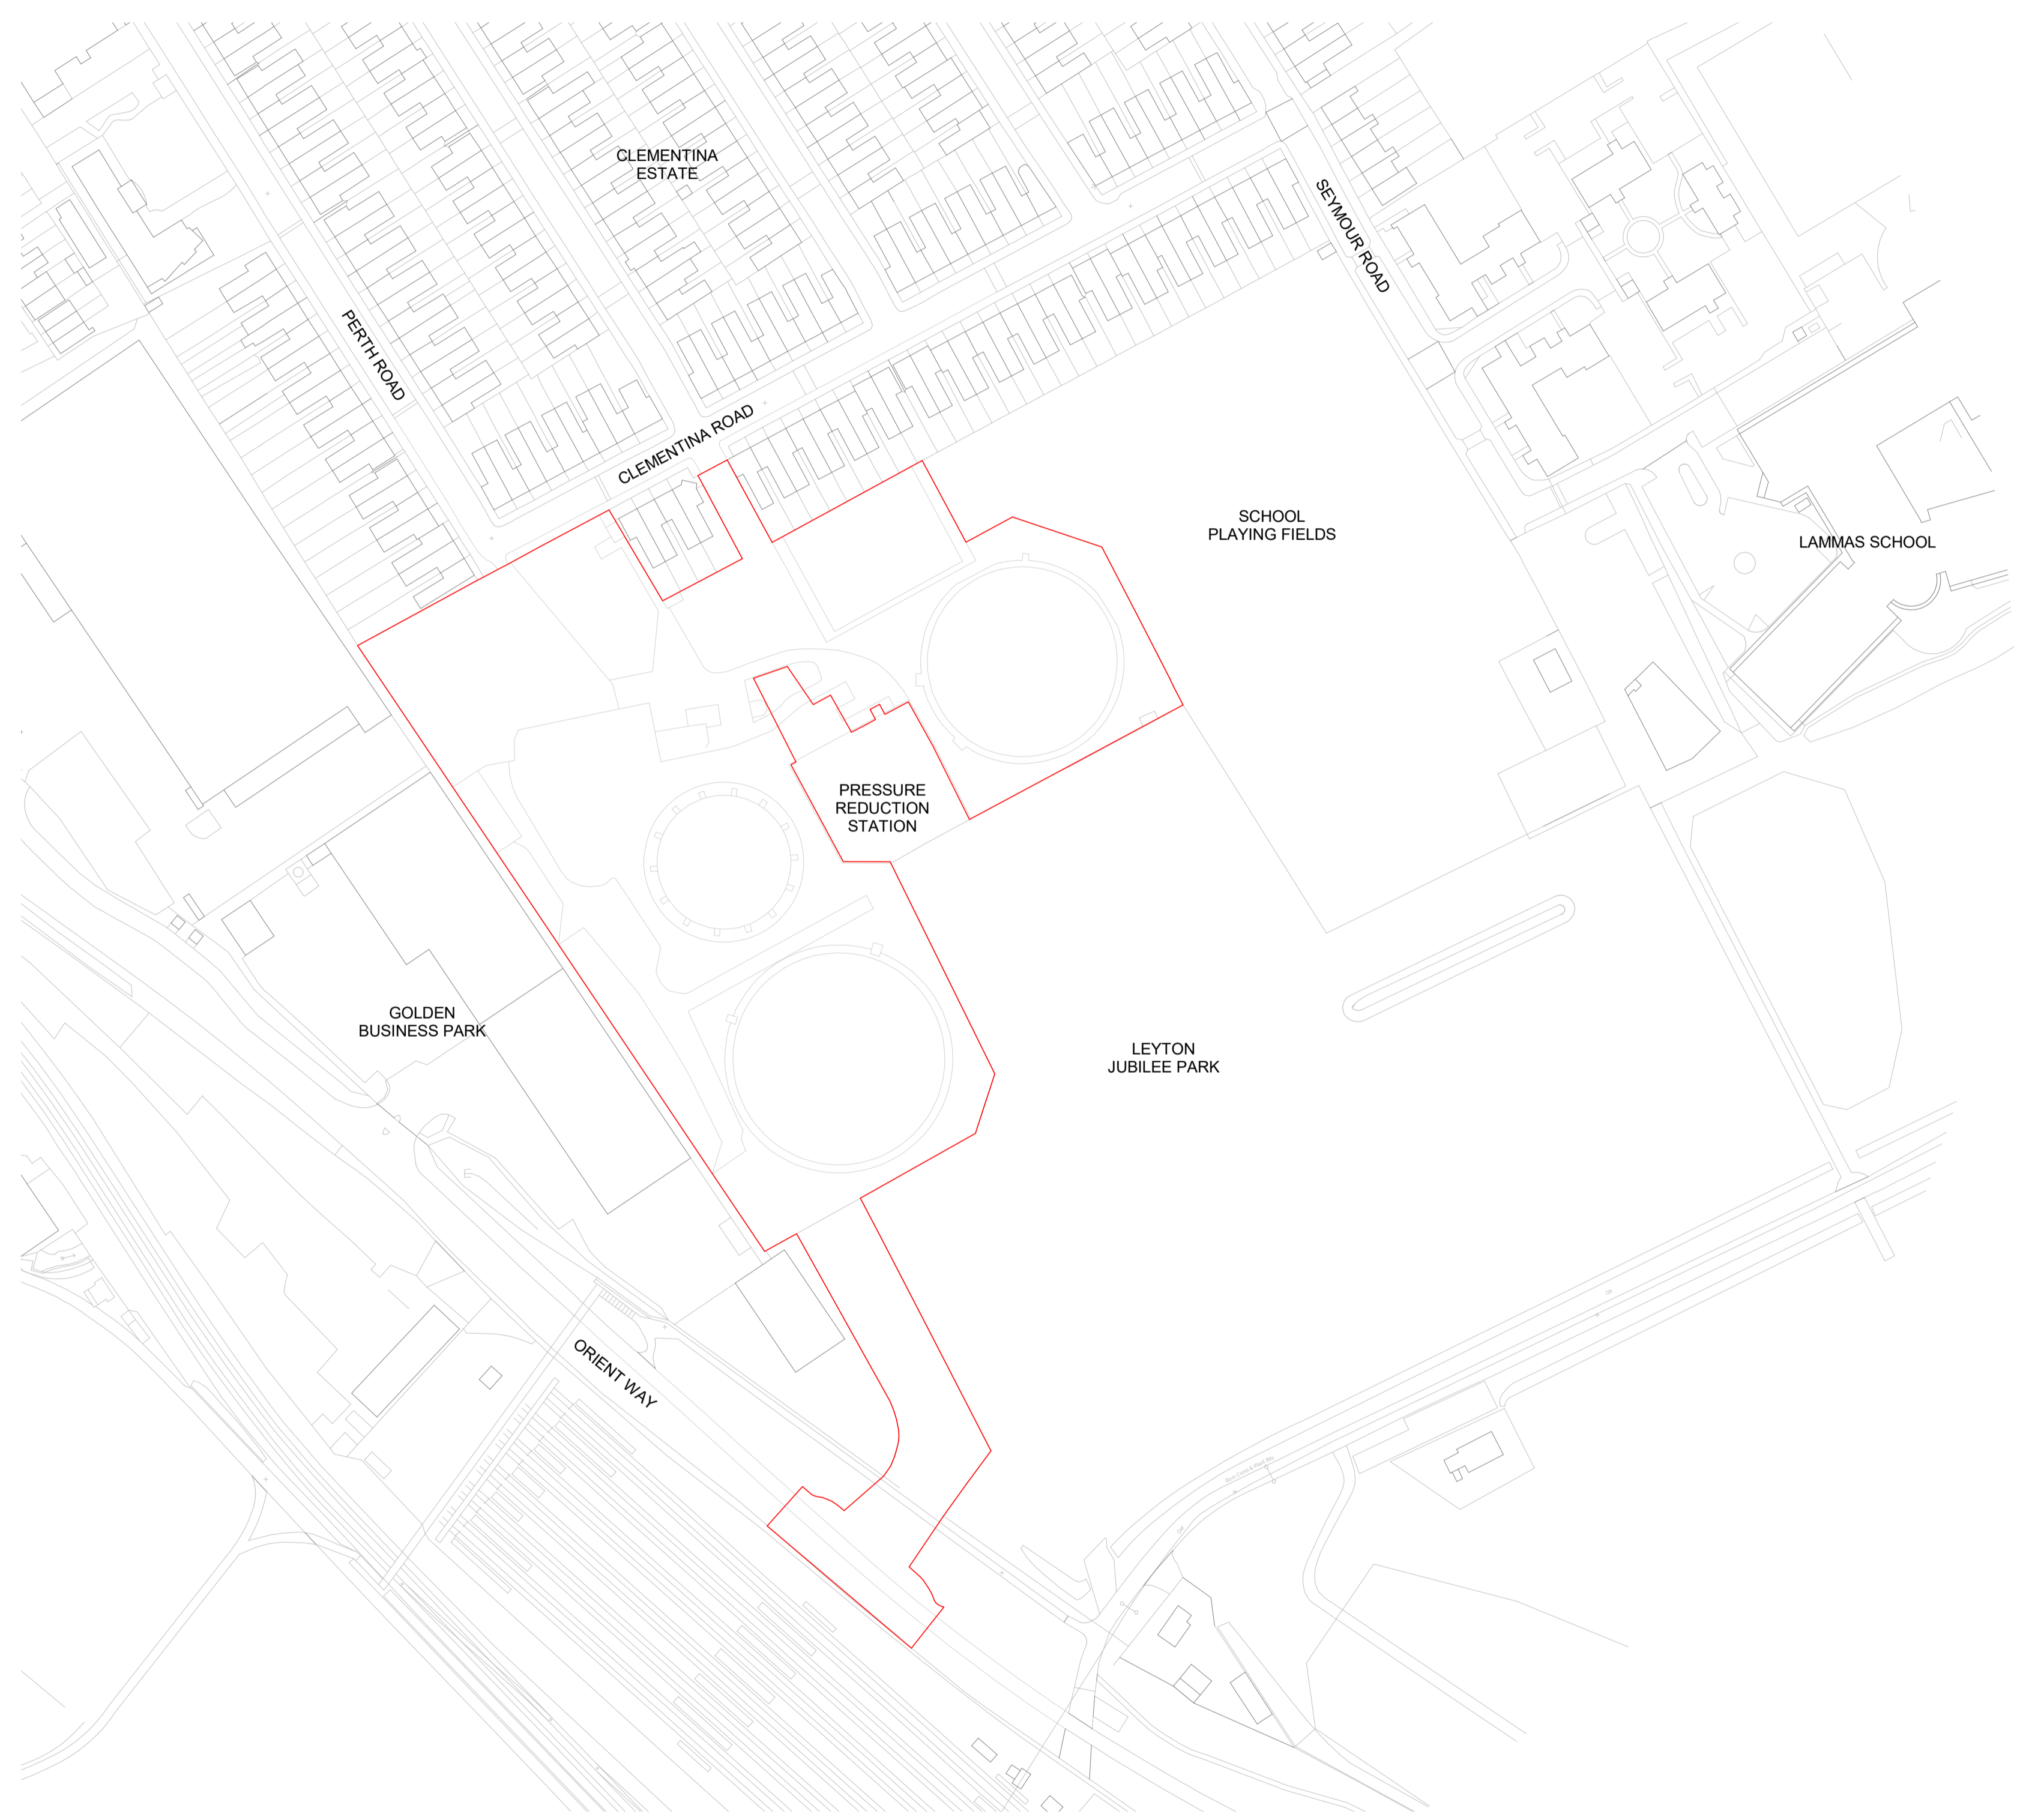 CLEMENTINA
ESTATE
SEYMOUR ROAD
PERTH ROAD
CLEMENTINA ROAD
SCHOOL
PLAYING FIELDS
LAMMAS SCHOOL
PRESSURE
REDUCTION
STATION
GOLDEN
BUSINESS PARK
LEYTON
JUBILEE PARK
ORIENT WAY